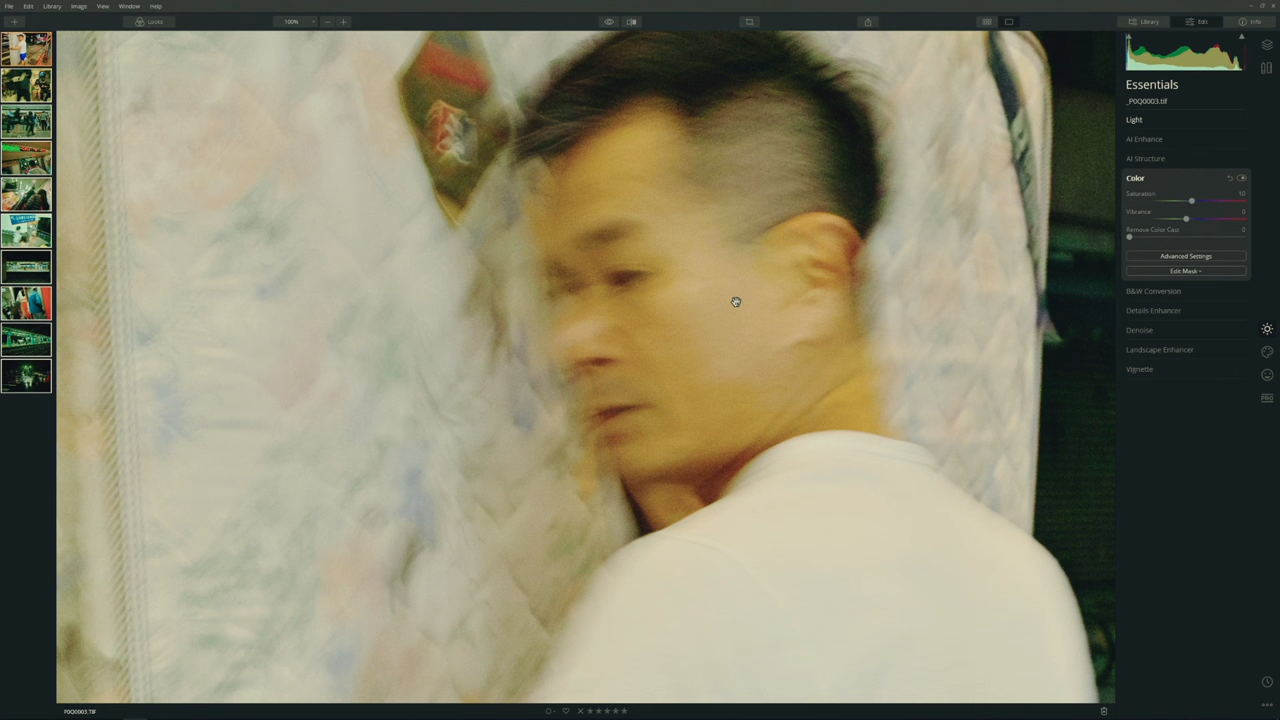 File Edit Library Image View Window Help
Looks 100% Library Edit Info
Essentials
_P0Q0003.tif
Light
AI Enhance
AI Structure
Color
Saturation 10
Vibrance 0
Remove Color Cast 0
Advanced Settings
Edit Mask
B&W Conversion
Details Enhancer
Denoise
Landscape Enhancer
Vignette
PRO
P0Q0003.TIF